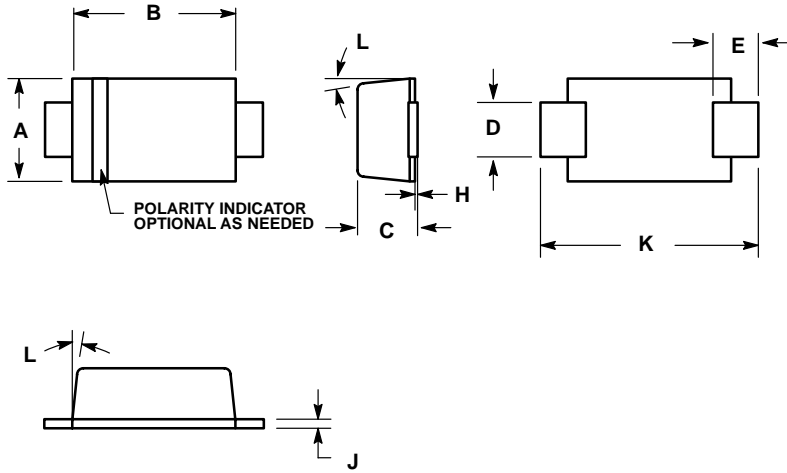 B
L
E
A
D
POLARITY INDICATOR
OPTIONAL AS NEEDED
H
C
K
L
J